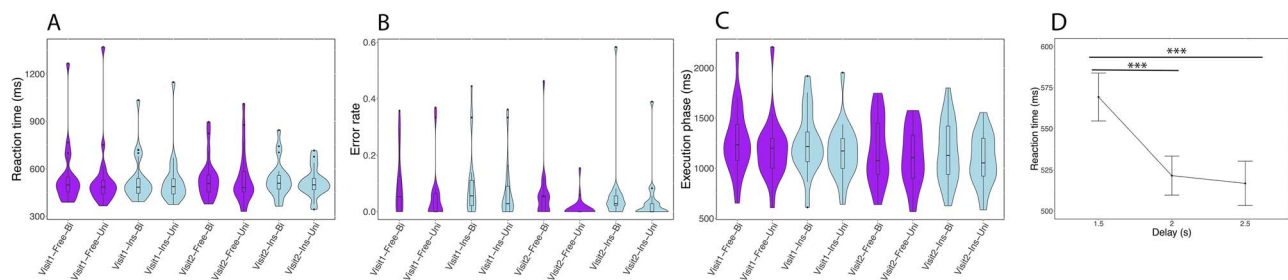 A
Reaction time (ms)
1200
900
600
300
Visit1–Free–Bi
Visit1–Free–Uni
Visit1–Ins–Bi
Visit1–Ins–Uni
Visit2–Free–Bi
Visit2–Free–Uni
Visit2–Ins–Bi
Visit2–Ins–Uni
B
Error rate
0.6
0.4
0.2
0.0
Visit1–Free–Bi
Visit1–Free–Uni
Visit1–Ins–Bi
Visit1–Ins–Uni
Visit2–Free–Bi
Visit2–Free–Uni
Visit2–Ins–Bi
Visit2–Ins–Uni
C
Execution phase (ms)
2000
1500
1000
500
Visit1–Free–Bi
Visit1–Free–Uni
Visit1–Ins–Bi
Visit1–Ins–Uni
Visit2–Free–Bi
Visit2–Free–Uni
Visit2–Ins–Bi
Visit2–Ins–Uni
D
Reaction time (ms)
600
575
550
525
500
***
***
1.5
2
2.5
Delay (s)